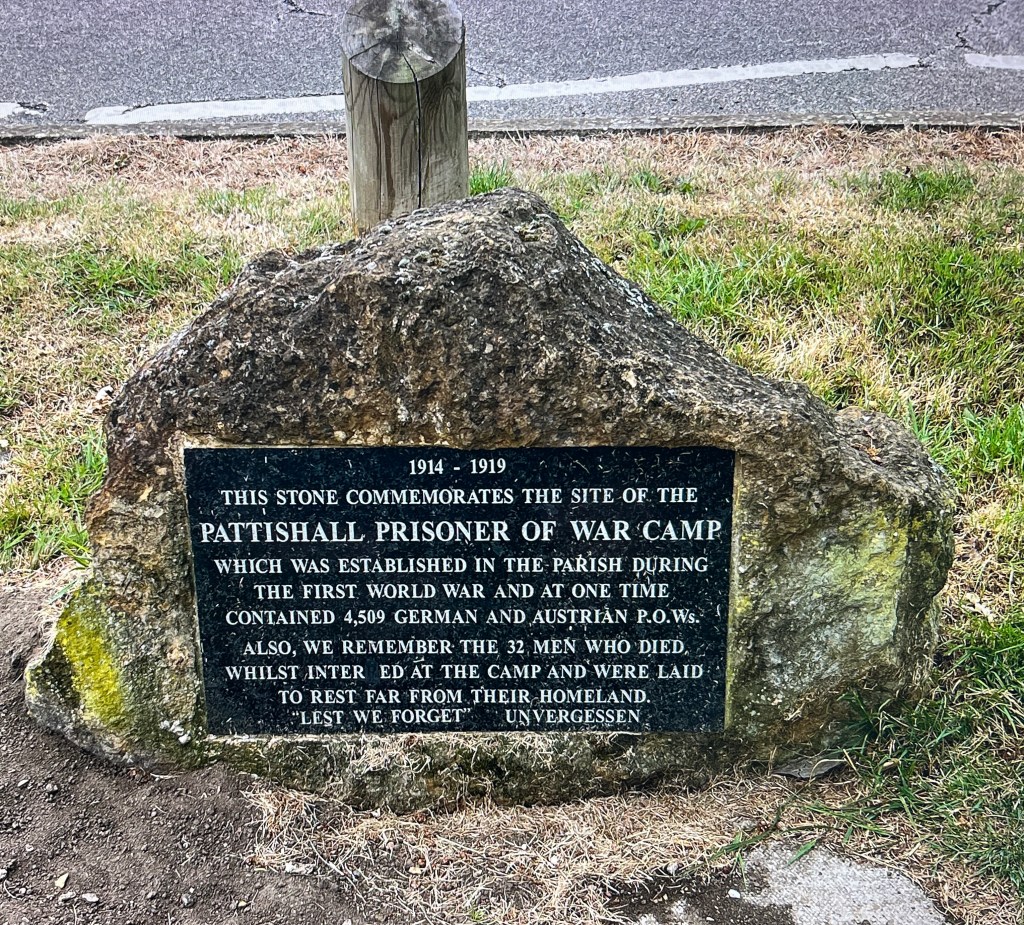 1914 - 1919
THIS STONE COMMEMORATES THE SITE OF THE
PATTISHALL PRISONER OF WAR CAMP
WHICH WAS ESTABLISHED IN THE PARISH DURING
THE FIRST WORLD WAR AND AT ONE TIME
CONTAINED 4,509 GERMAN AND AUSTRIAN P.O.Ws.
ALSO, WE REMEMBER THE 32 MEN WHO DIED,
WHILST INTER ED AT THE CAMP AND WERE LAID
TO REST FAR FROM THEIR HOMELAND.
"LEST WE FORGET" UNVERGESSEN